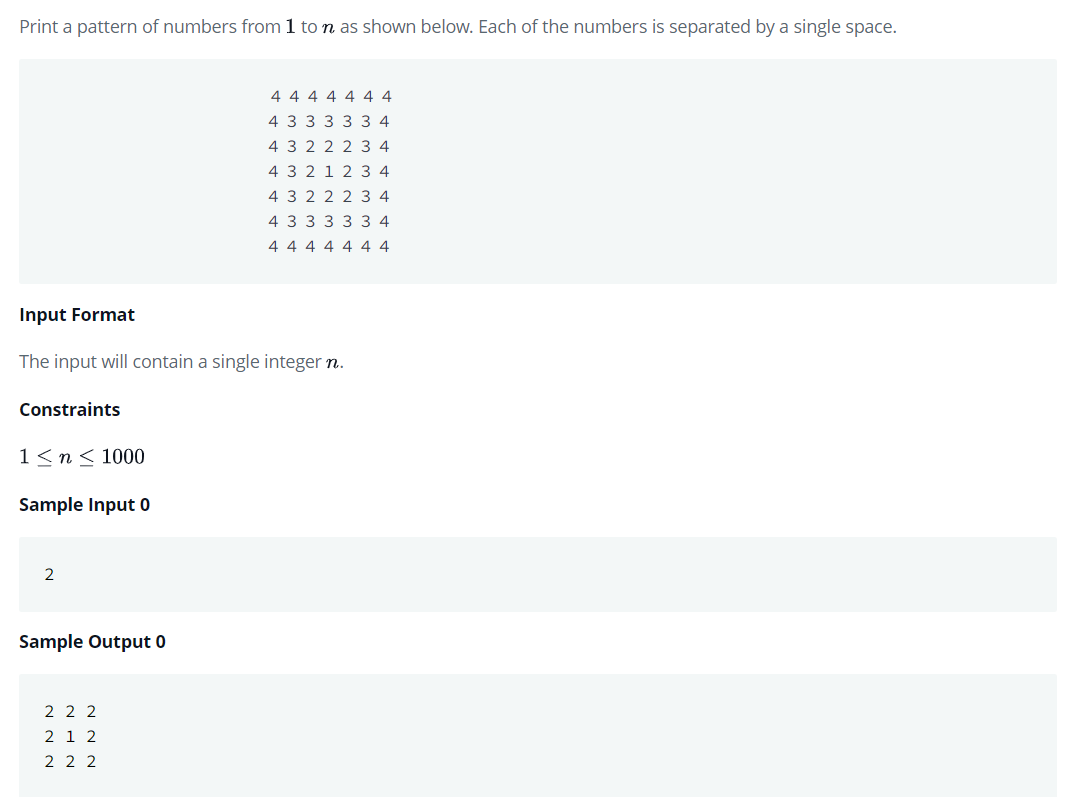 Print a pattern of numbers from 1 to n as shown below. Each of the numbers is separated by a single space.
4 4 4 4 4 4 4
4 3 3 3 3 3 4
4 3 2 2 2 3 4
4 3 2 1 2 3 4
4 3 2 2 2 3 4
4 3 3 3 3 3 4
4 4 4 4 4 4 4
Input Format
The input will contain a single integer n.
Constraints
1 ≤ n ≤ 1000
Sample Input 0
2
Sample Output 0
2 2 2
2 1 2
2 2 2